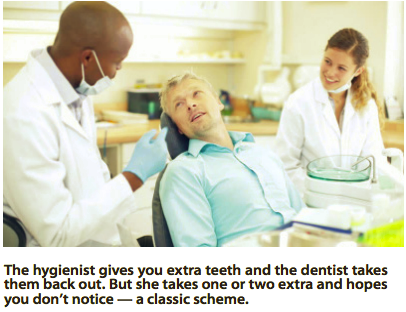 The hygienist gives you extra teeth and the dentist takes
them back out. But she takes one or two extra and hopes
you don’t notice — a classic scheme.